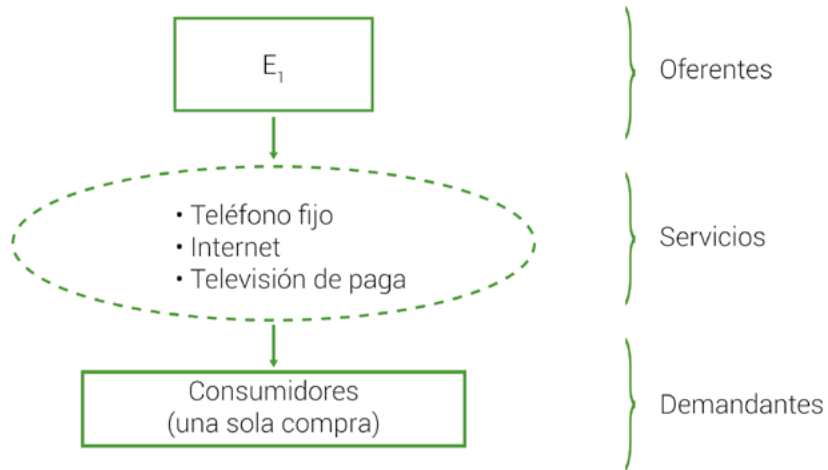 E₁
Oferentes
• Teléfono fijo
• Internet
• Televisión de paga
Servicios
Consumidores
(una sola compra)
Demandantes